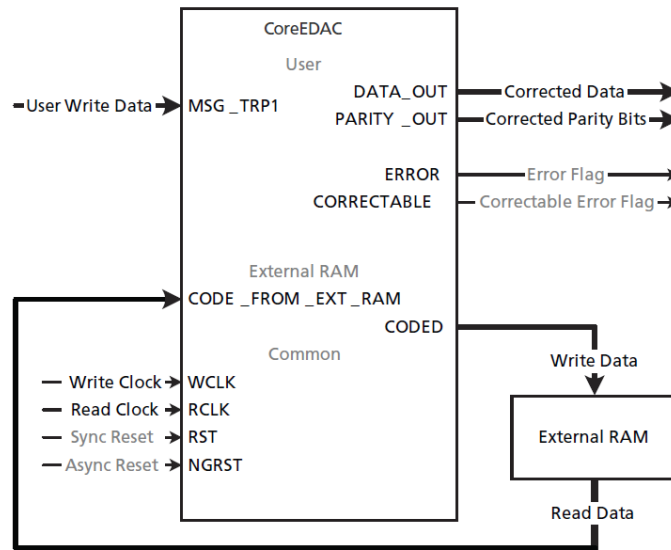 CoreEDAC
User
User Write Data
MSG _TRP1
DATA_OUT
Corrected Data
PARITY _OUT
Corrected Parity Bits
ERROR
Error Flag
CORRECTABLE
Correctable Error Flag
External RAM
CODE _FROM _EXT _RAM
CODED
Common
Write Data
Write Clock
WCLK
Read Clock
RCLK
Sync Reset
RST
Async Reset
NGRST
External RAM
Read Data